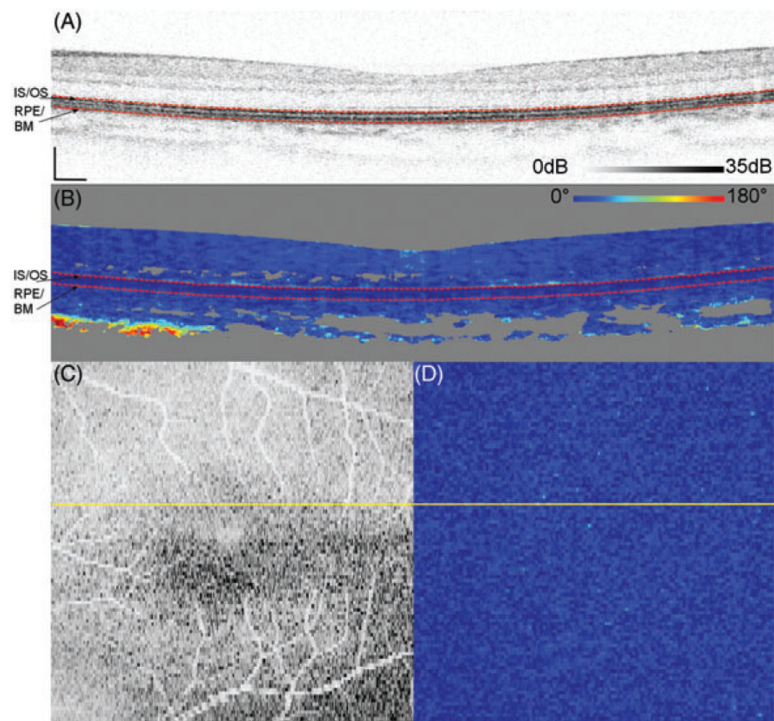 (A)
IS/OS
RPE/
BM
0dB 35dB
(B) 0° 180°
IS/OS
RPE/
BM
(C) (D)